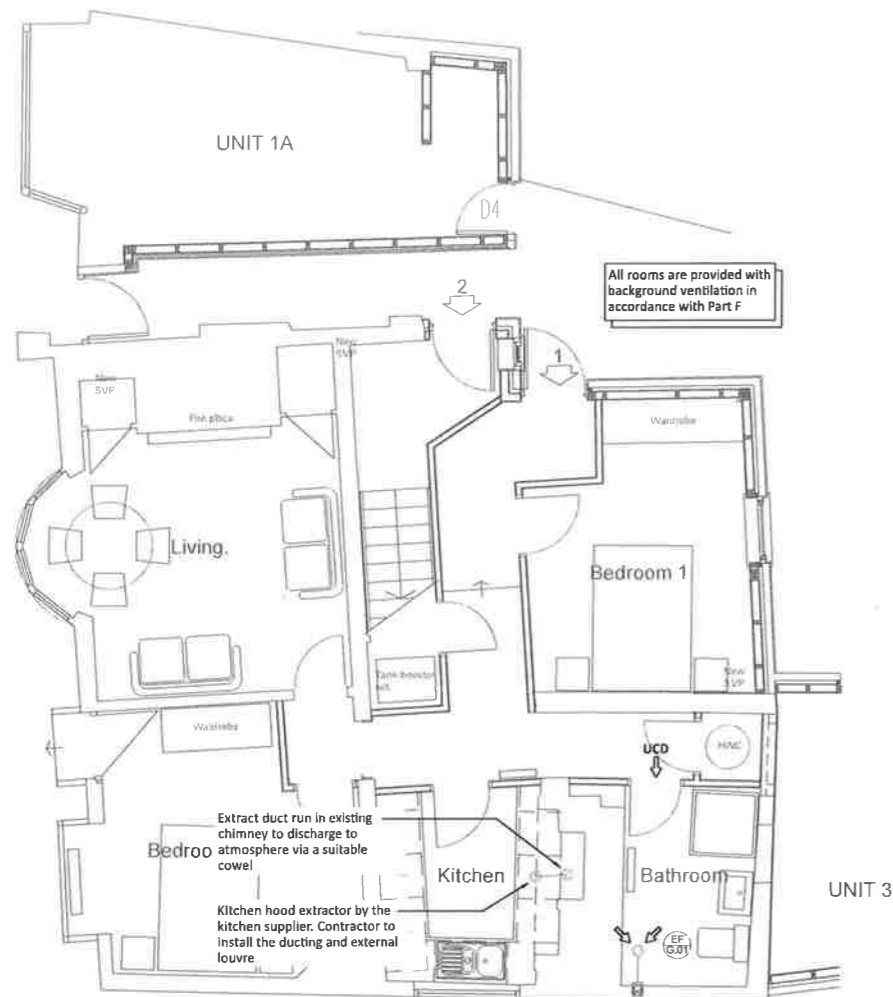 UNIT 1A
D4
2
All rooms are provided with
background ventilation in
accordance with Part F
1
New
SVP
New
SVP
Fire place
Wardrobe
Living.
Bedroom 1
Tank booster
set
New
SVP
Wardrobe
UCD
HWC
Extract duct run in existing
chimney to discharge to
atmosphere via a suitable
cowel
Bedroo
Kitchen
Bathroom
Kitchen hood extractor by the
kitchen supplier. Contractor to
install the ducting and external
louvre
EF
G.01
UNIT 3